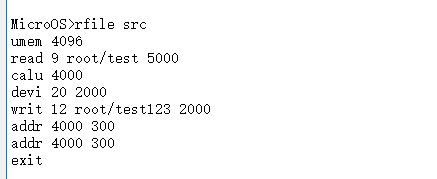 MicroOS>rfile src
umem 4096
read 9 root/test 5000
calu 4000
devi 20 2000
writ 12 root/test123 2000
addr 4000 300
addr 4000 300
exit